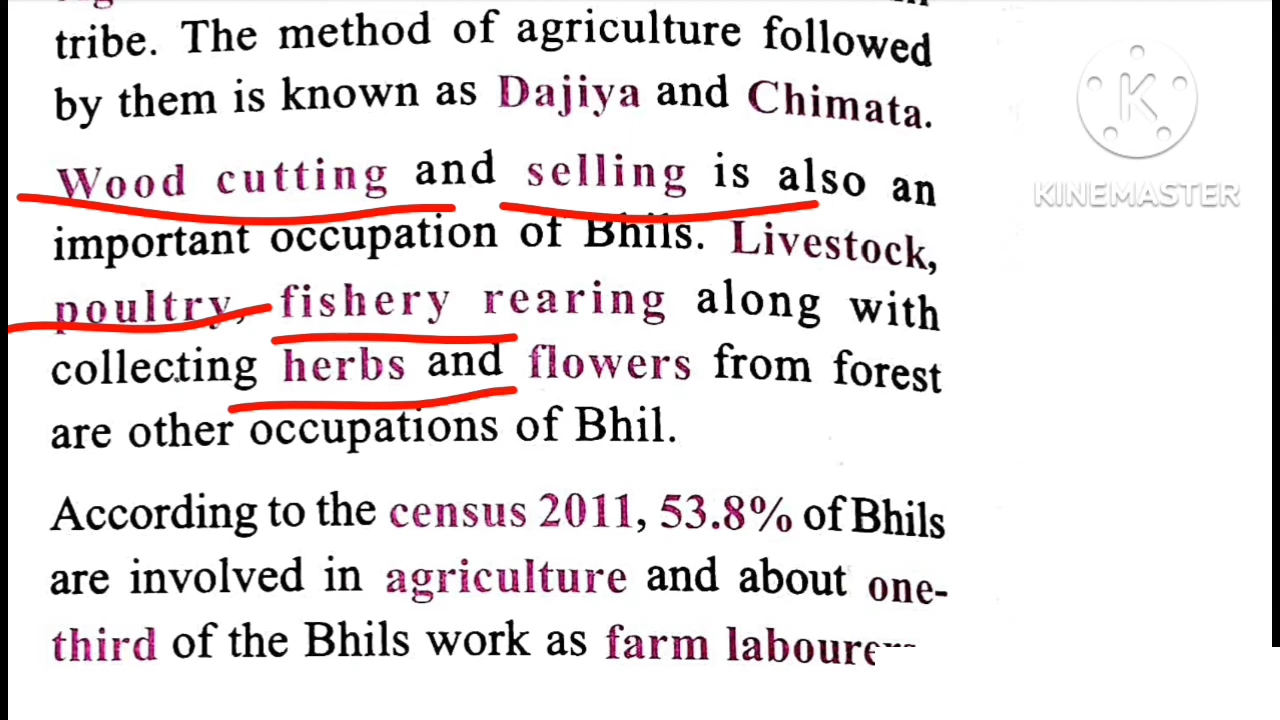 tribe. The method of agriculture followed
by them is known as Dajiya and Chimata.
Wood cutting and selling is also an
important occupation of Bhils. Livestock,
poultry, fishery rearing along with
collecting herbs and flowers from forest
are other occupations of Bhil.
According to the census 2011, 53.8% of Bhils
are involved in agriculture and about one-
third of the Bhils work as farm labourers
K
KINEMASTER